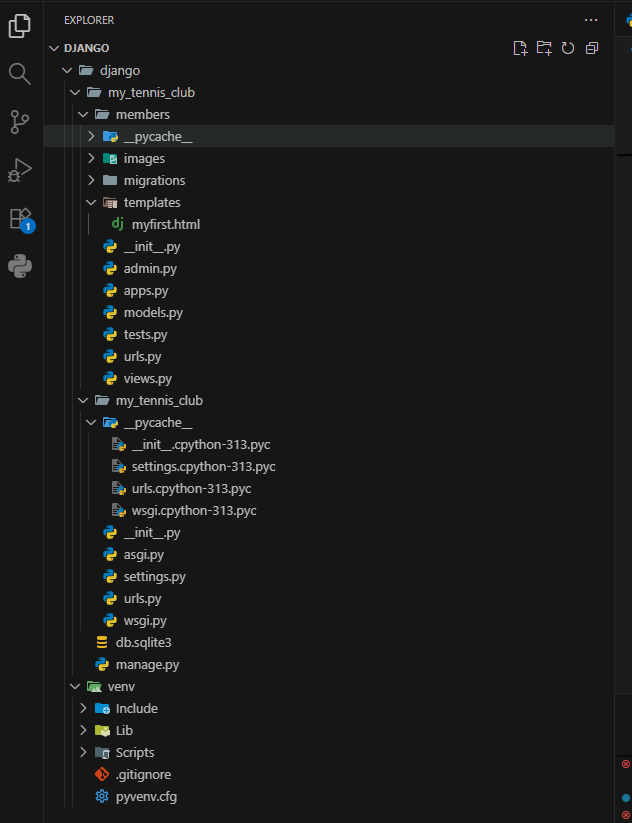 EXPLORER
DJANGO
django
my_tennis_club
members
__pycache__
images
migrations
templates
dj myfirst.html
__init__.py
admin.py
apps.py
models.py
tests.py
urls.py
views.py
my_tennis_club
__pycache__
__init__.cpython-313.pyc
settings.cpython-313.pyc
urls.cpython-313.pyc
wsgi.cpython-313.pyc
__init__.py
asgi.py
settings.py
urls.py
wsgi.py
db.sqlite3
manage.py
venv
Include
Lib
Scripts
.gitignore
pyvenv.cfg
1